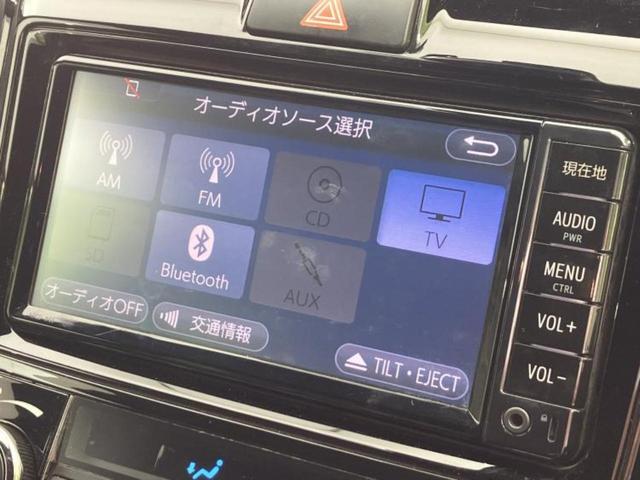 オーディオソース選択
AM
FM
CD
TV
SD
Bluetooth
AUX
オーディオOFF
交通情報
TILT・EJECT
現在地
AUDIO
PWR
MENU
CTRL
VOL+
VOL-